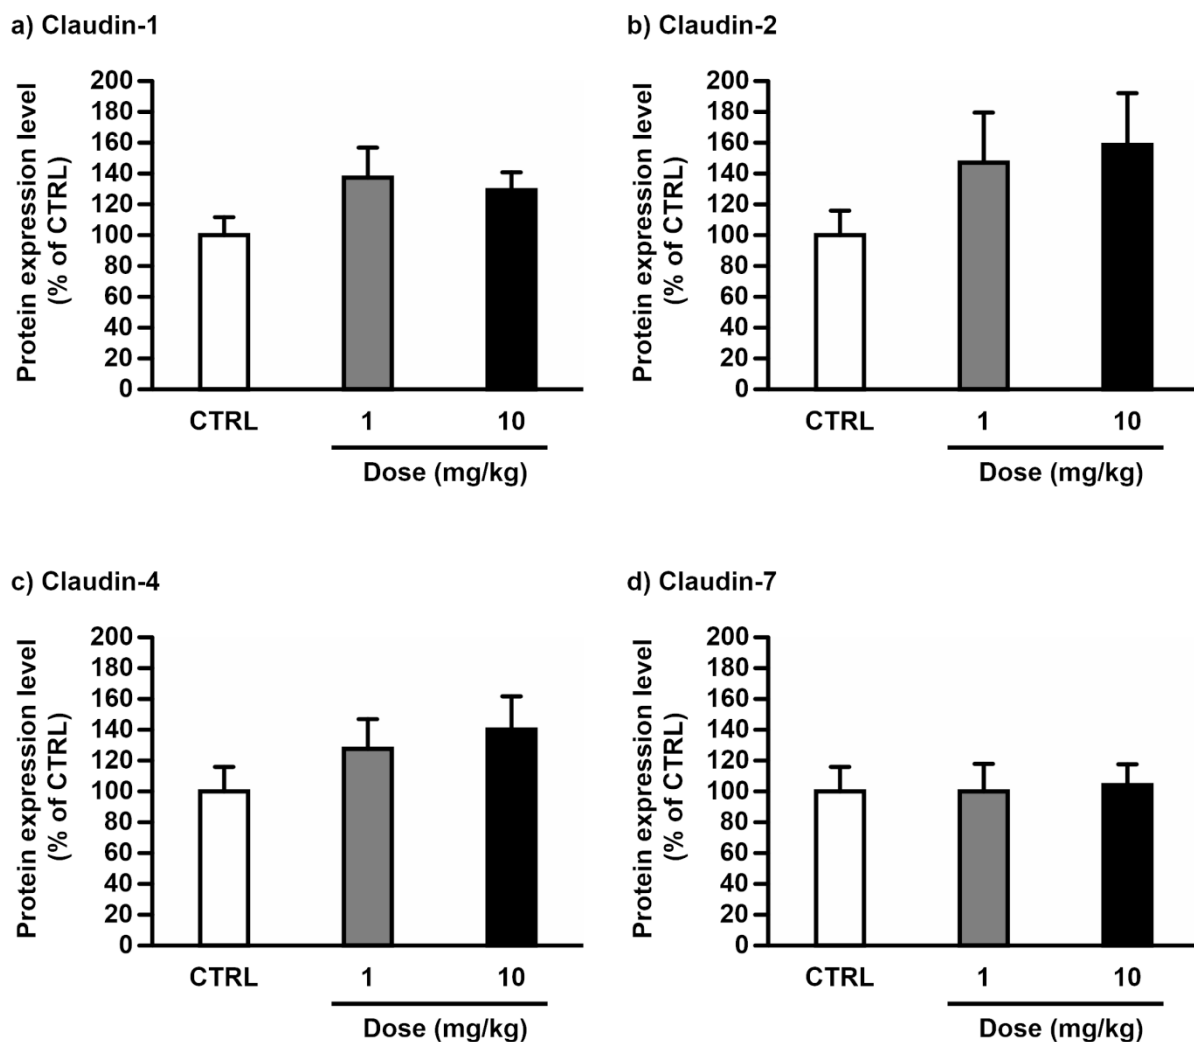 a) Claudin-1
Protein expression level
(% of CTRL)
200
180
160
140
120
100
80
60
40
20
0
CTRL 1 10
Dose (mg/kg)
b) Claudin-2
Protein expression level
(% of CTRL)
200
180
160
140
120
100
80
60
40
20
0
CTRL 1 10
Dose (mg/kg)
c) Claudin-4
Protein expression level
(% of CTRL)
200
180
160
140
120
100
80
60
40
20
0
CTRL 1 10
Dose (mg/kg)
d) Claudin-7
Protein expression level
(% of CTRL)
200
180
160
140
120
100
80
60
40
20
0
CTRL 1 10
Dose (mg/kg)